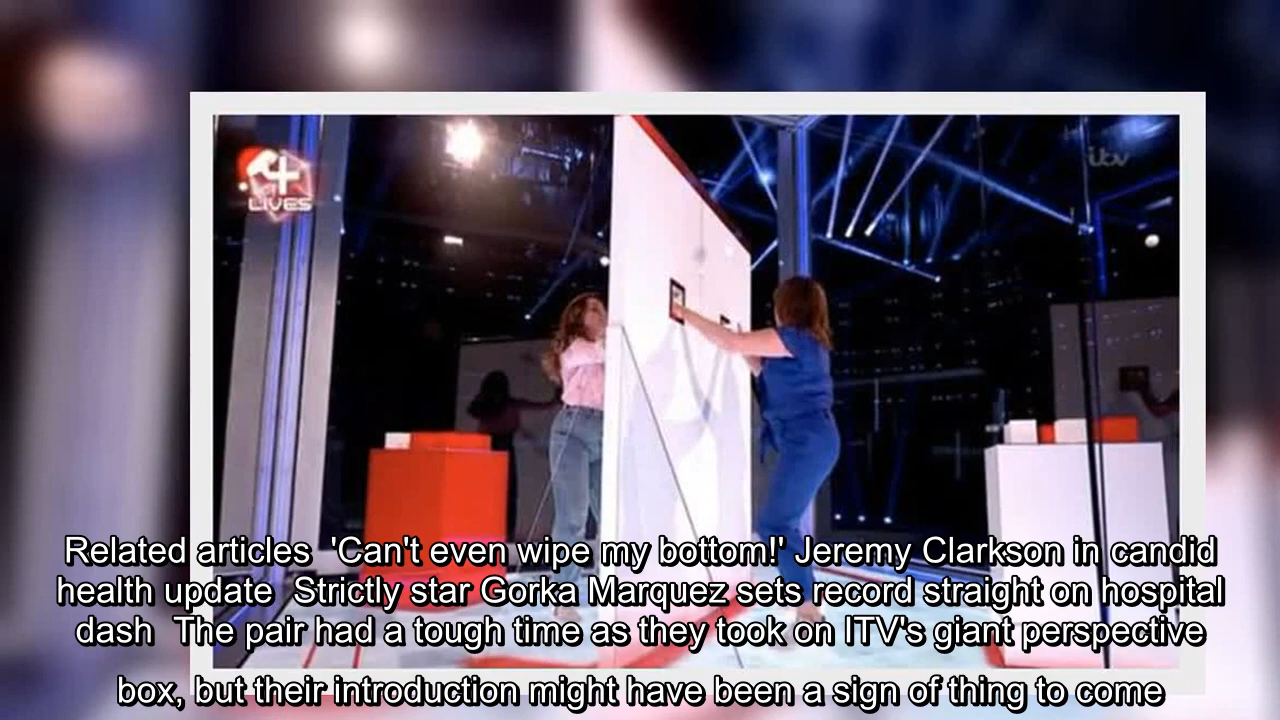 +
LIVES
itv
Related articles 'Can't even wipe my bottom!' Jeremy Clarkson in candid
health update Strictly star Gorka Marquez sets record straight on hospital
dash The pair had a tough time as they took on ITV's giant perspective
box, but their introduction might have been a sign of thing to come